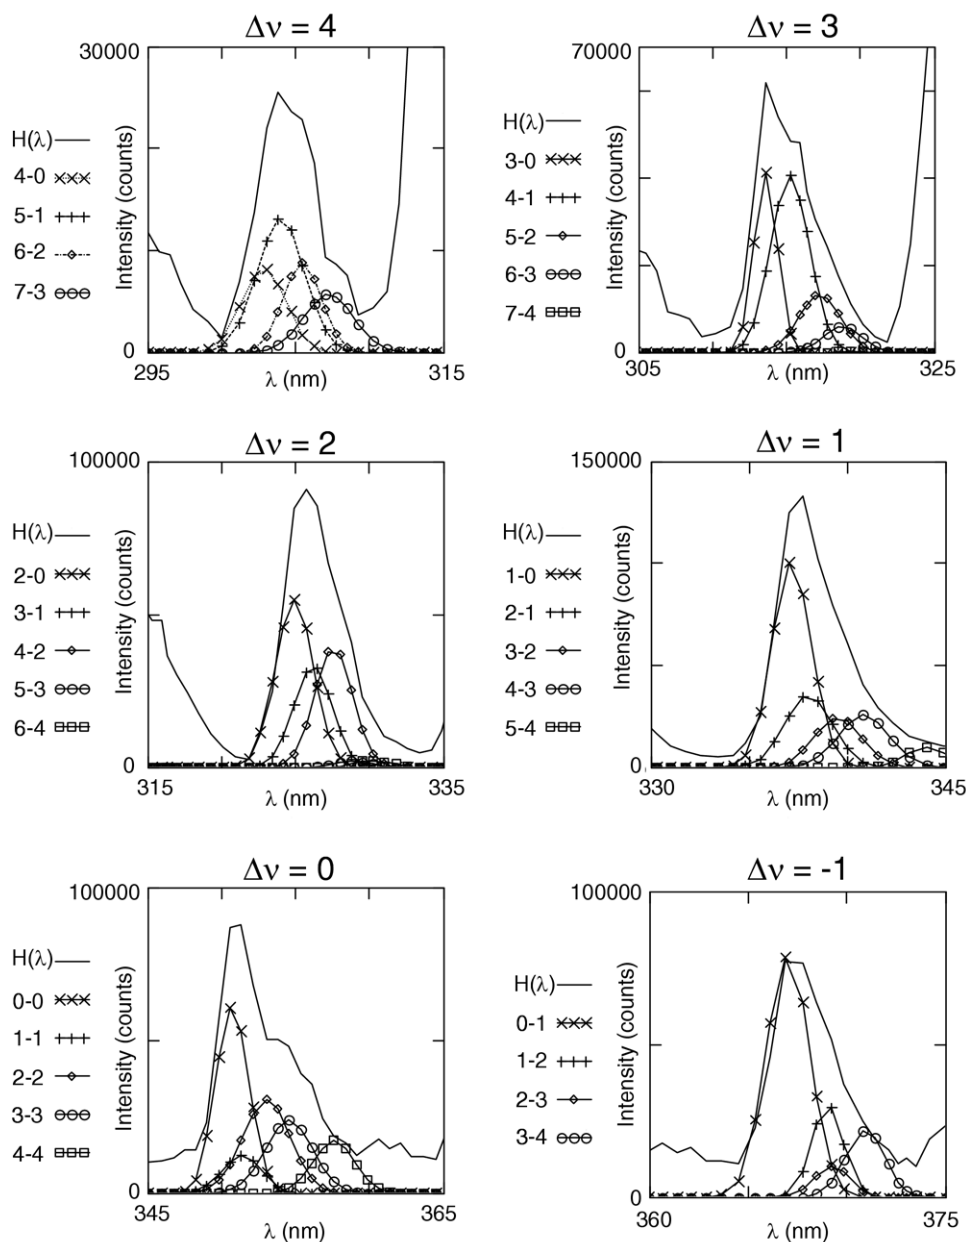 Δν = 4
30000
Intensity (counts)
H(λ)
4-0
5-1
6-2
7-3
0
295
315
λ (nm)
Δν = 3
70000
Intensity (counts)
H(λ)
3-0
4-1
5-2
6-3
7-4
0
305
325
λ (nm)
Δν = 2
100000
Intensity (counts)
H(λ)
2-0
3-1
4-2
5-3
6-4
0
315
335
λ (nm)
Δν = 1
150000
Intensity (counts)
H(λ)
1-0
2-1
3-2
4-3
5-4
0
330
345
λ (nm)
Δν = 0
100000
Intensity (counts)
H(λ)
0-0
1-1
2-2
3-3
4-4
0
345
365
λ (nm)
Δν = -1
100000
Intensity (counts)
H(λ)
0-1
1-2
2-3
3-4
0
360
375
λ (nm)